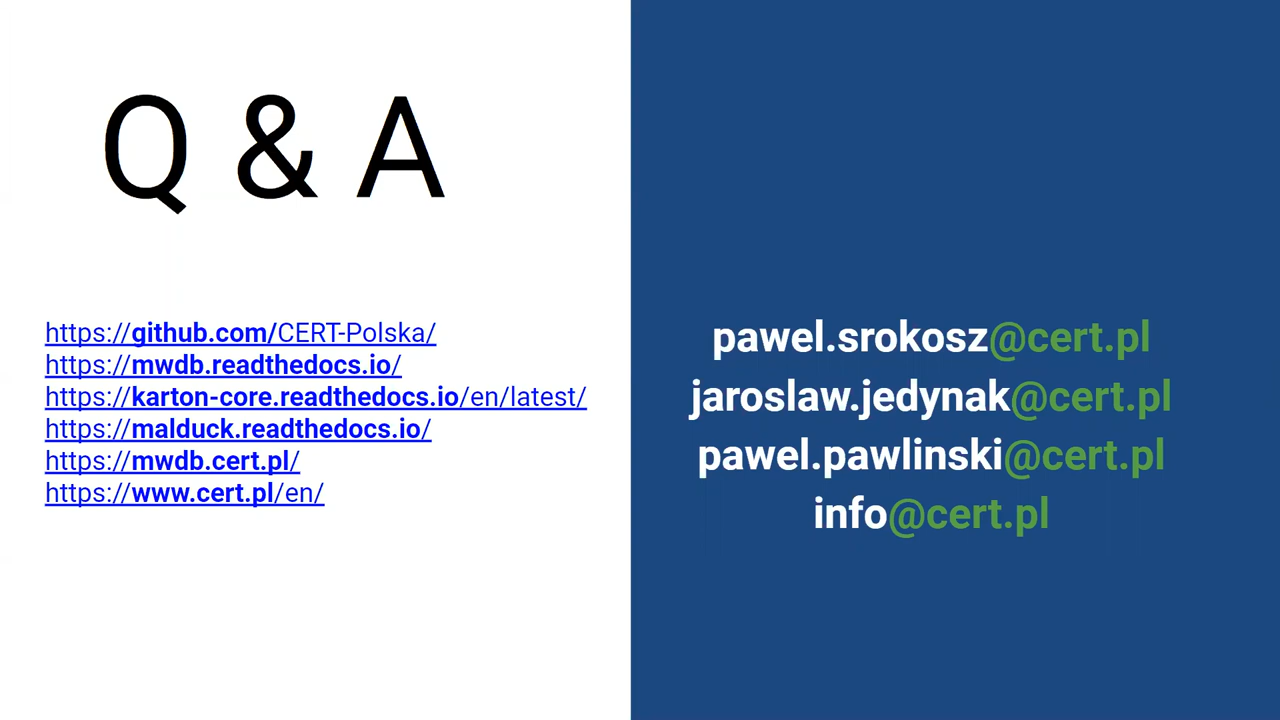 Q & A
https://github.com/CERT-Polska/
https://mwdb.readthedocs.io/
https://karton-core.readthedocs.io/en/latest/
https://malduck.readthedocs.io/
https://mwdb.cert.pl/
https://www.cert.pl/en/
pawel.srokosz@cert.pl
jaroslaw.jedynak@cert.pl
pawel.pawlinski@cert.pl
info@cert.pl